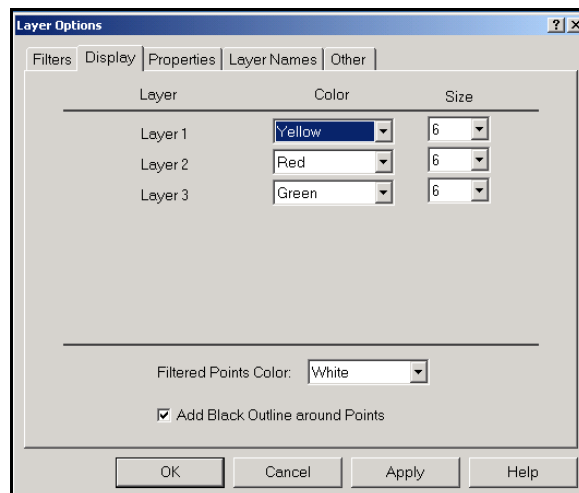 Layer Options
Filters Display Properties Layer Names Other
Layer Color Size
Layer 1 Yellow 6
Layer 2 Red 6
Layer 3 Green 6
Filtered Points Color: White
Add Black Outline around Points
OK Cancel Apply Help